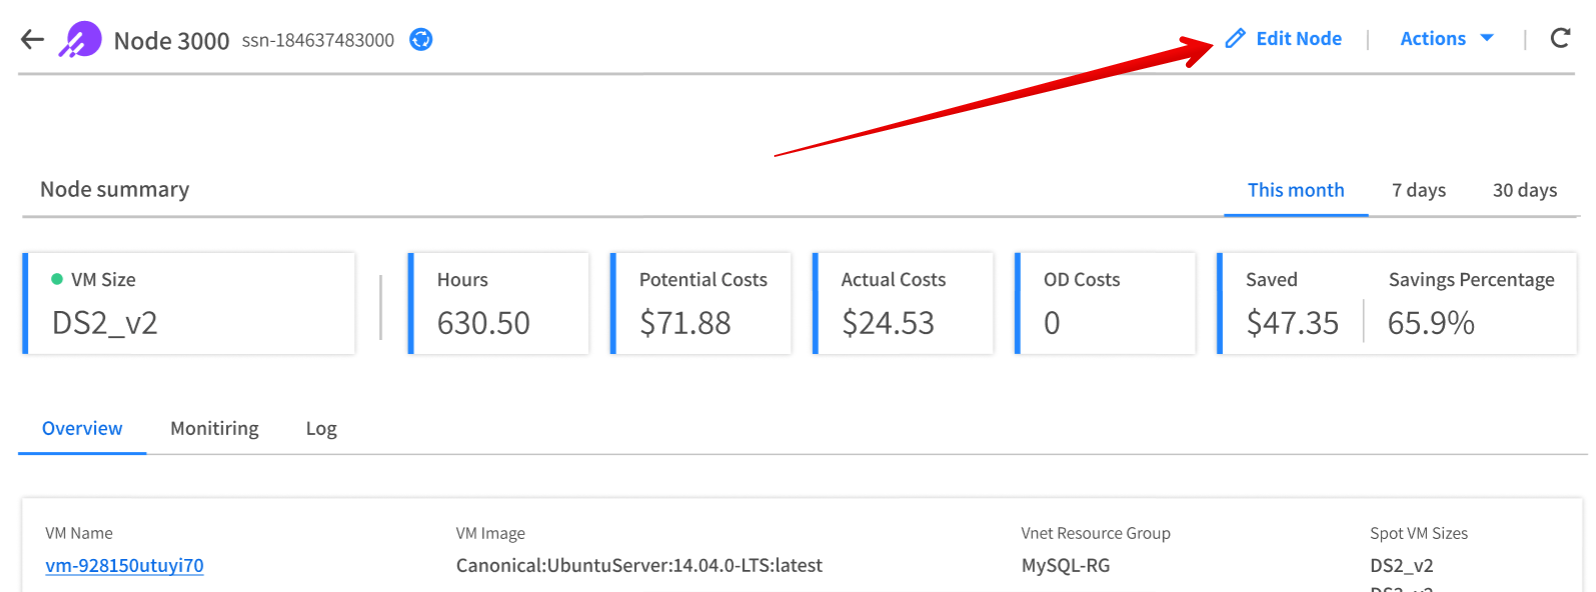 Node 3000 ssn-184637483000 Edit Node | Actions |
Node summary This month 7 days 30 days
VM Size Hours Potential Costs Actual Costs OD Costs Saved Savings Percentage
DS2_v2 630.50 $71.88 $24.53 0 $47.35 65.9%
Overview Monitiring Log
VM Name VM Image Vnet Resource Group Spot VM Sizes
vm-928150utuyi70 Canonical:UbuntuServer:14.04.0-LTS:latest MySQL-RG DS2_v2